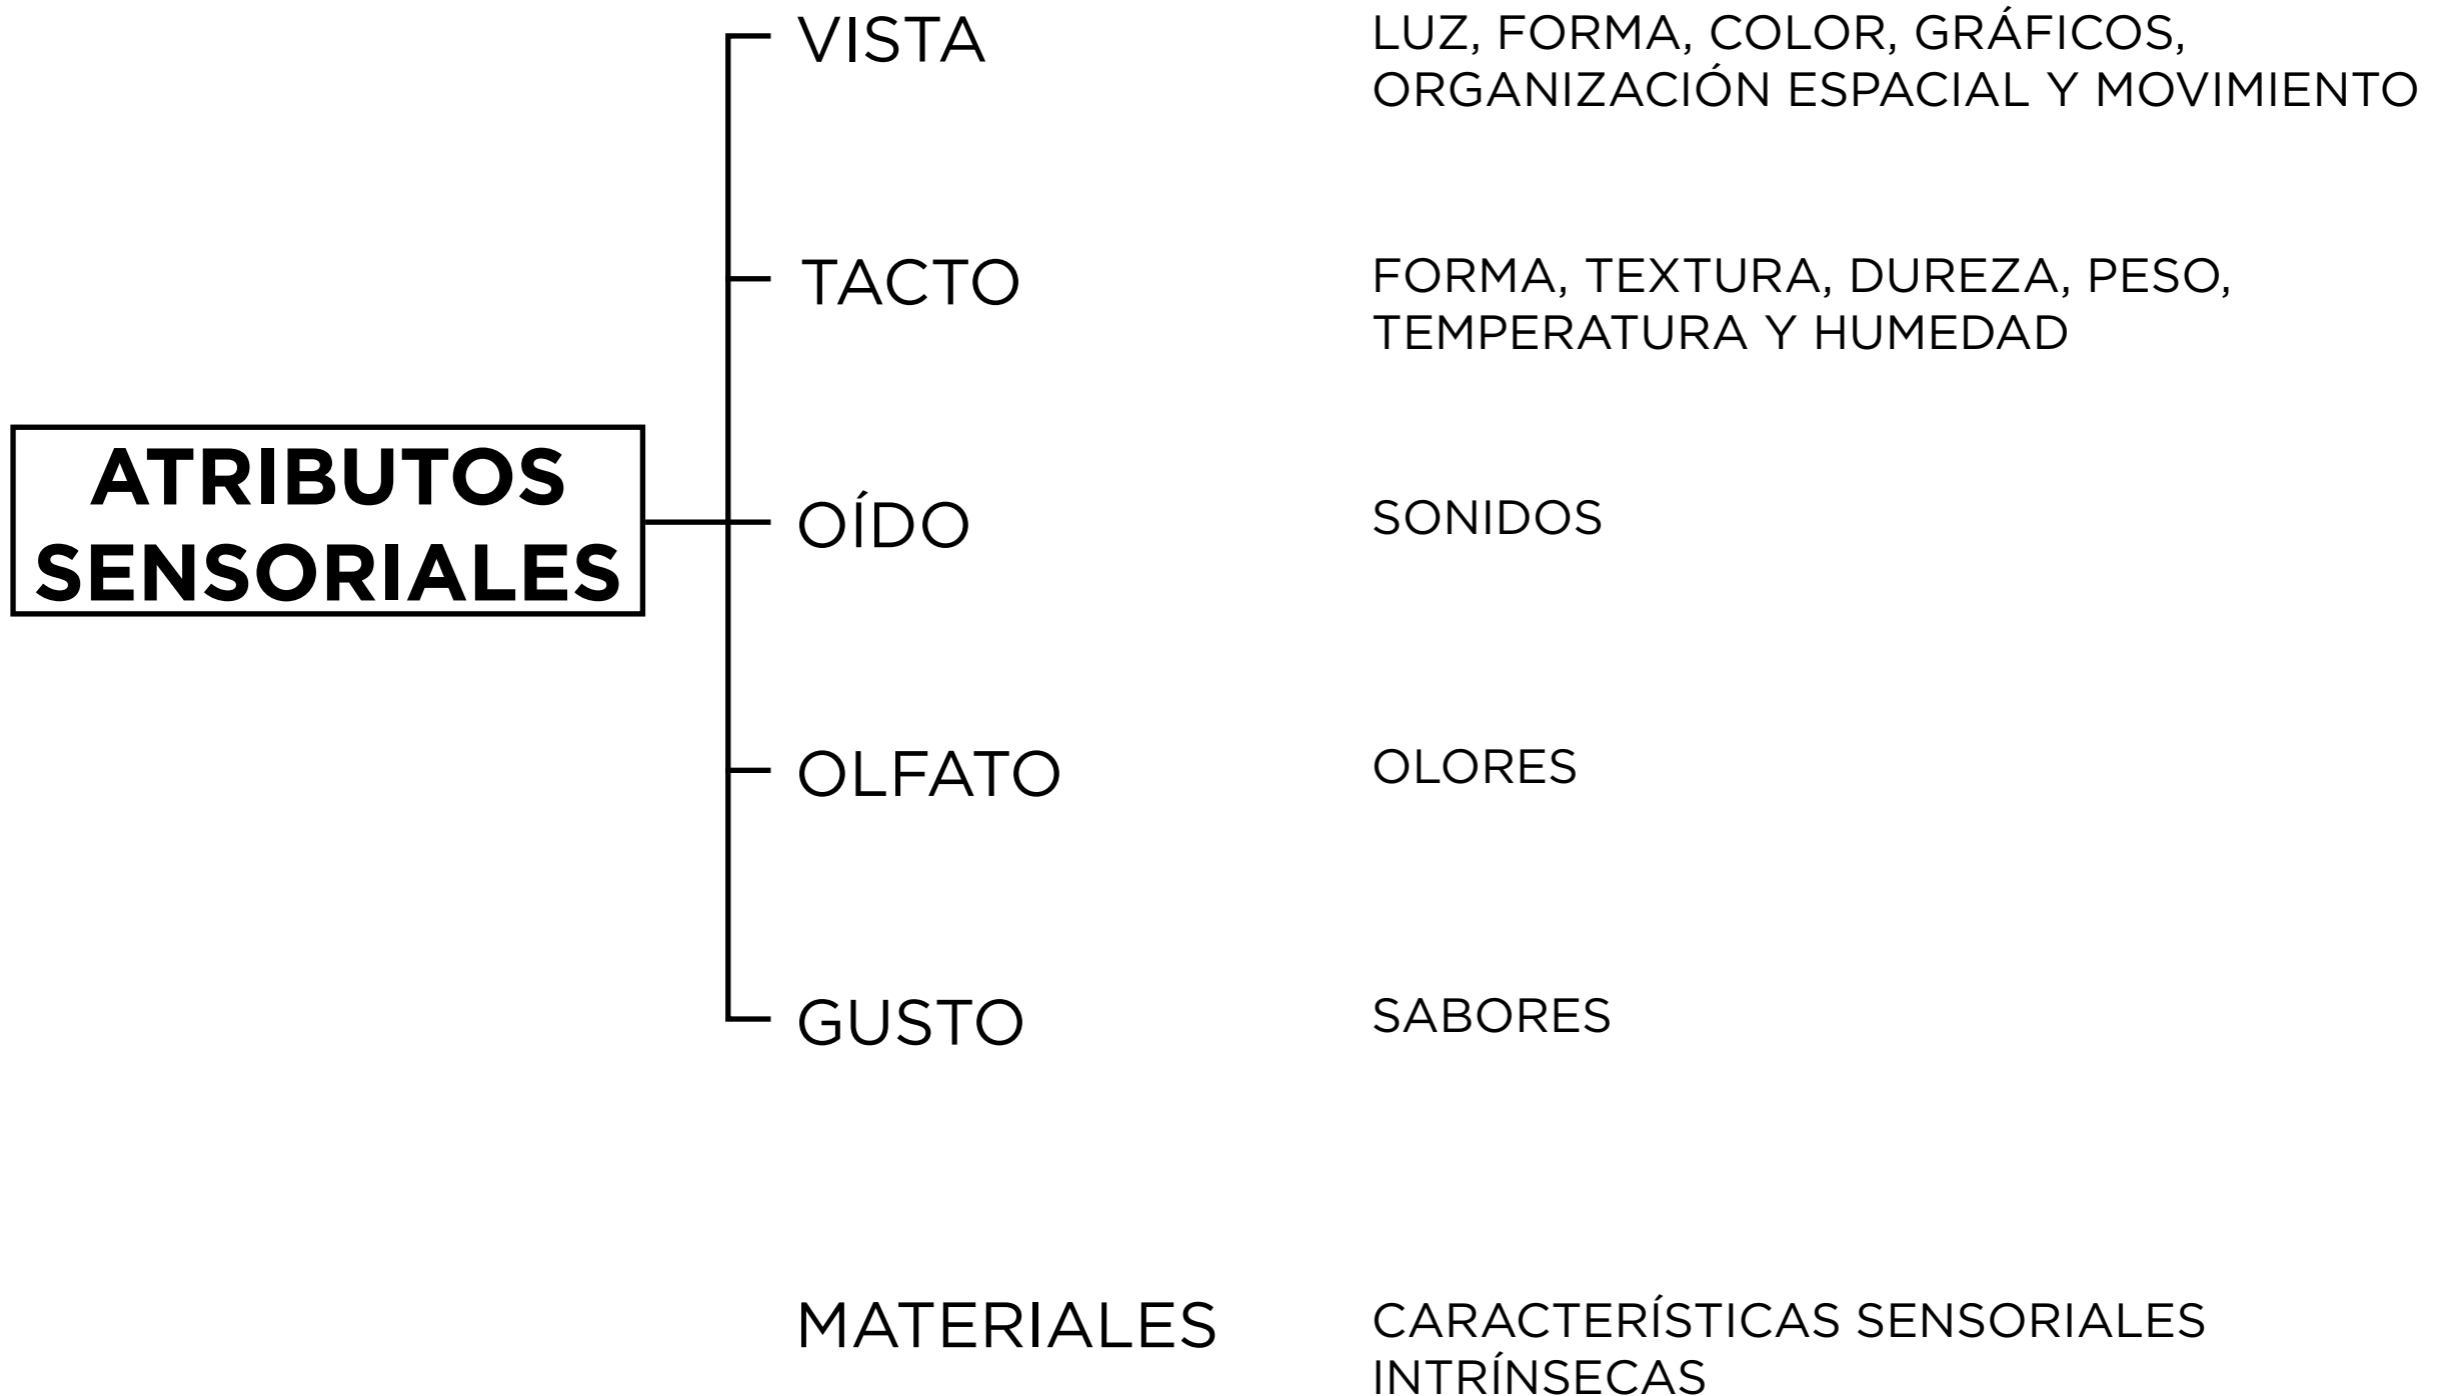 ATRIBUTOS
SENSORIALES
VISTA
LUZ, FORMA, COLOR, GRÁFICOS,
ORGANIZACIÓN ESPACIAL Y MOVIMIENTO
TACTO
FORMA, TEXTURA, DUREZA, PESO,
TEMPERATURA Y HUMEDAD
OÍDO
SONIDOS
OLFATO
OLORES
GUSTO
SABORES
MATERIALES
CARACTERÍSTICAS SENSORIALES
INTRÍNSECAS